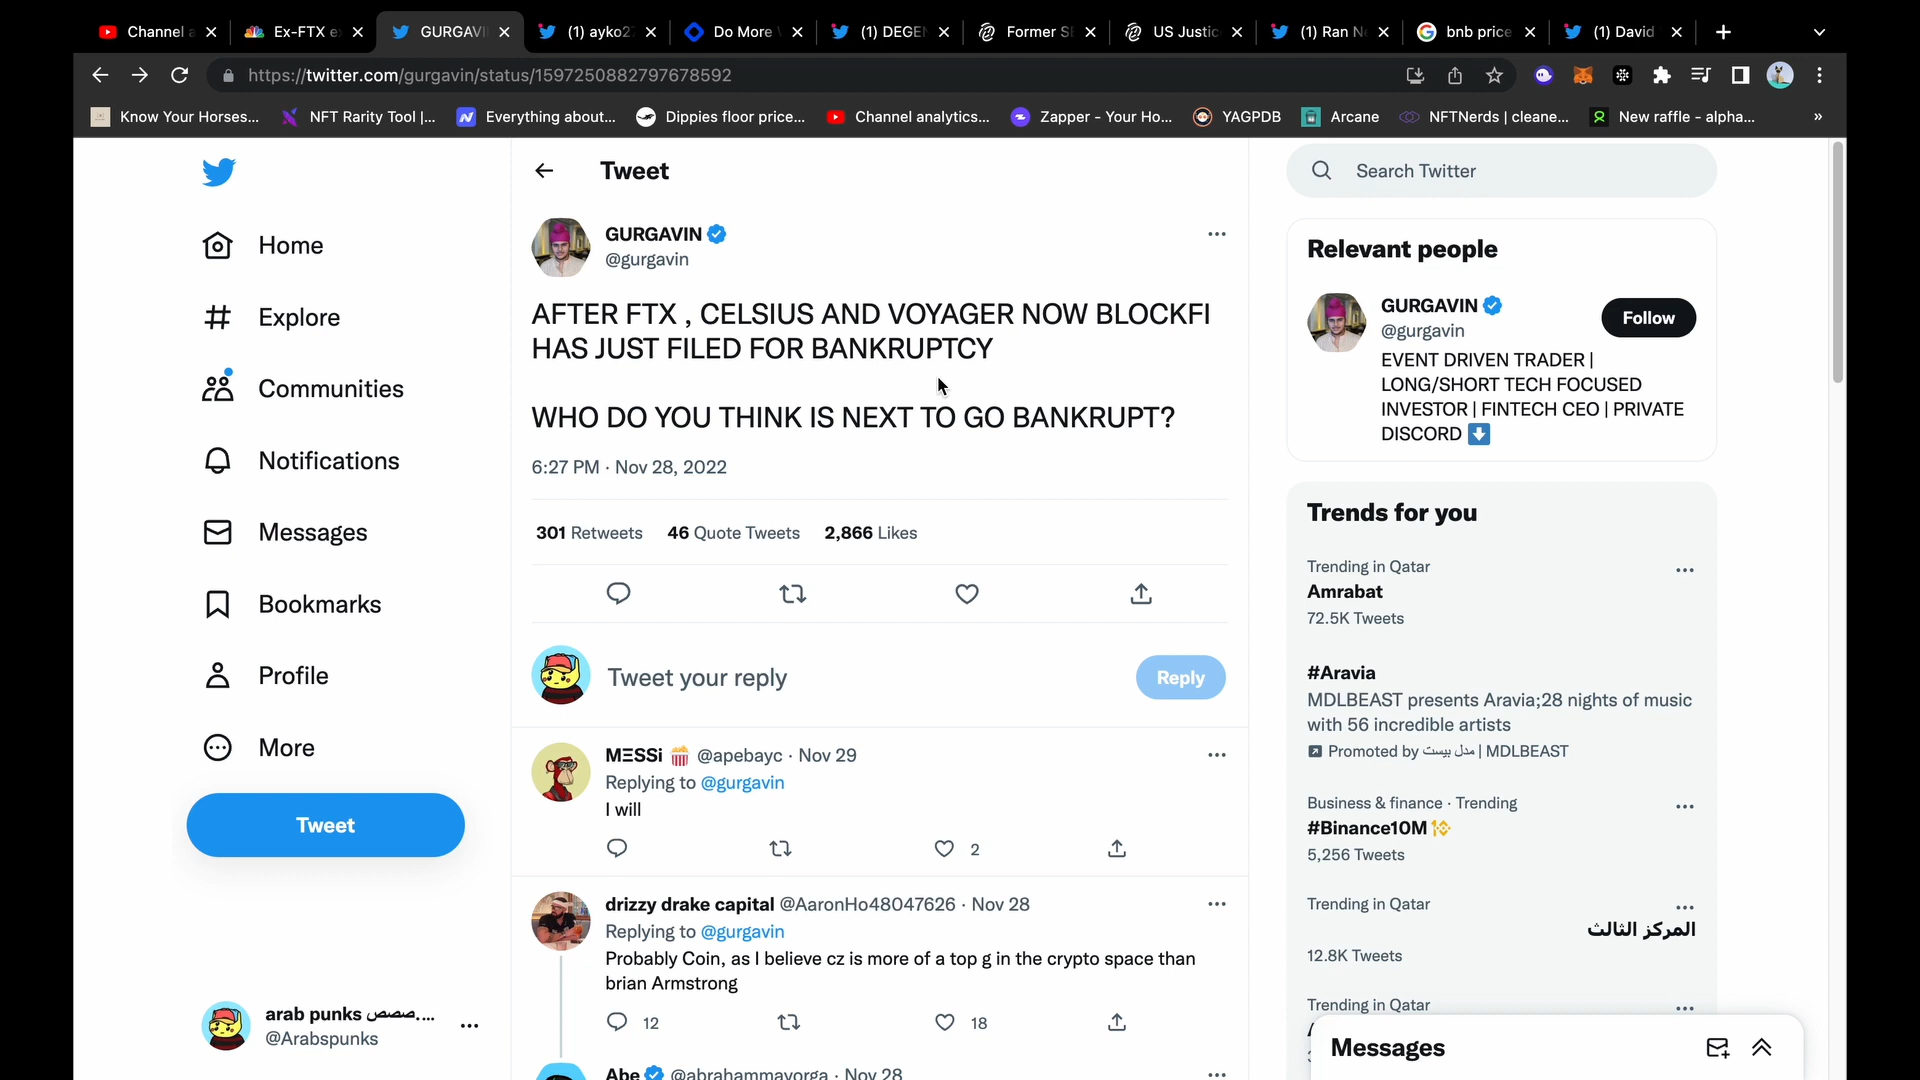 Channel a
Ex-FTX e
GURGAVI
(1) ayko2
Do More
(1) DEGEN
Former S
US Justic
(1) Ran N
bnb price
(1) David
https://twitter.com/gurgavin/status/1597250882797678592
Know Your Horses...
NFT Rarity Tool |...
Everything about...
Dippies floor price...
Channel analytics...
Zapper - Your Ho...
YAGPDB
Arcane
NFTNerds | cleane...
New raffle - alpha...
»
Home
Explore
Communities
Notifications
Messages
Bookmarks
Profile
More
Tweet
arab punks صصصص....
@Arabspunks
Tweet
GURGAVIN
@gurgavin
AFTER FTX , CELSIUS AND VOYAGER NOW BLOCKFI
HAS JUST FILED FOR BANKRUPTCY
WHO DO YOU THINK IS NEXT TO GO BANKRUPT?
6:27 PM · Nov 28, 2022
301 Retweets 46 Quote Tweets 2,866 Likes
Tweet your reply
Reply
MΞSSi 🍿 @apebayc · Nov 29
Replying to @gurgavin
I will
2
drizzy drake capital @AaronHo48047626 · Nov 28
Replying to @gurgavin
Probably Coin, as I believe cz is more of a top g in the crypto space than
brian Armstrong
12 18
Abe @abrahammayorga · Nov 28
Search Twitter
Relevant people
GURGAVIN
@gurgavin
Follow
EVENT DRIVEN TRADER |
LONG/SHORT TECH FOCUSED
INVESTOR | FINTECH CEO | PRIVATE
DISCORD ⬇️
Trends for you
Trending in Qatar
Amrabat
72.5K Tweets
#Aravia
MDLBEAST presents Aravia;28 nights of music
with 56 incredible artists
Promoted by مدل بيست | MDLBEAST
Business & finance · Trending
#Binance10M
5,256 Tweets
Trending in Qatar
المركز الثالث
12.8K Tweets
Trending in Qatar
Messages